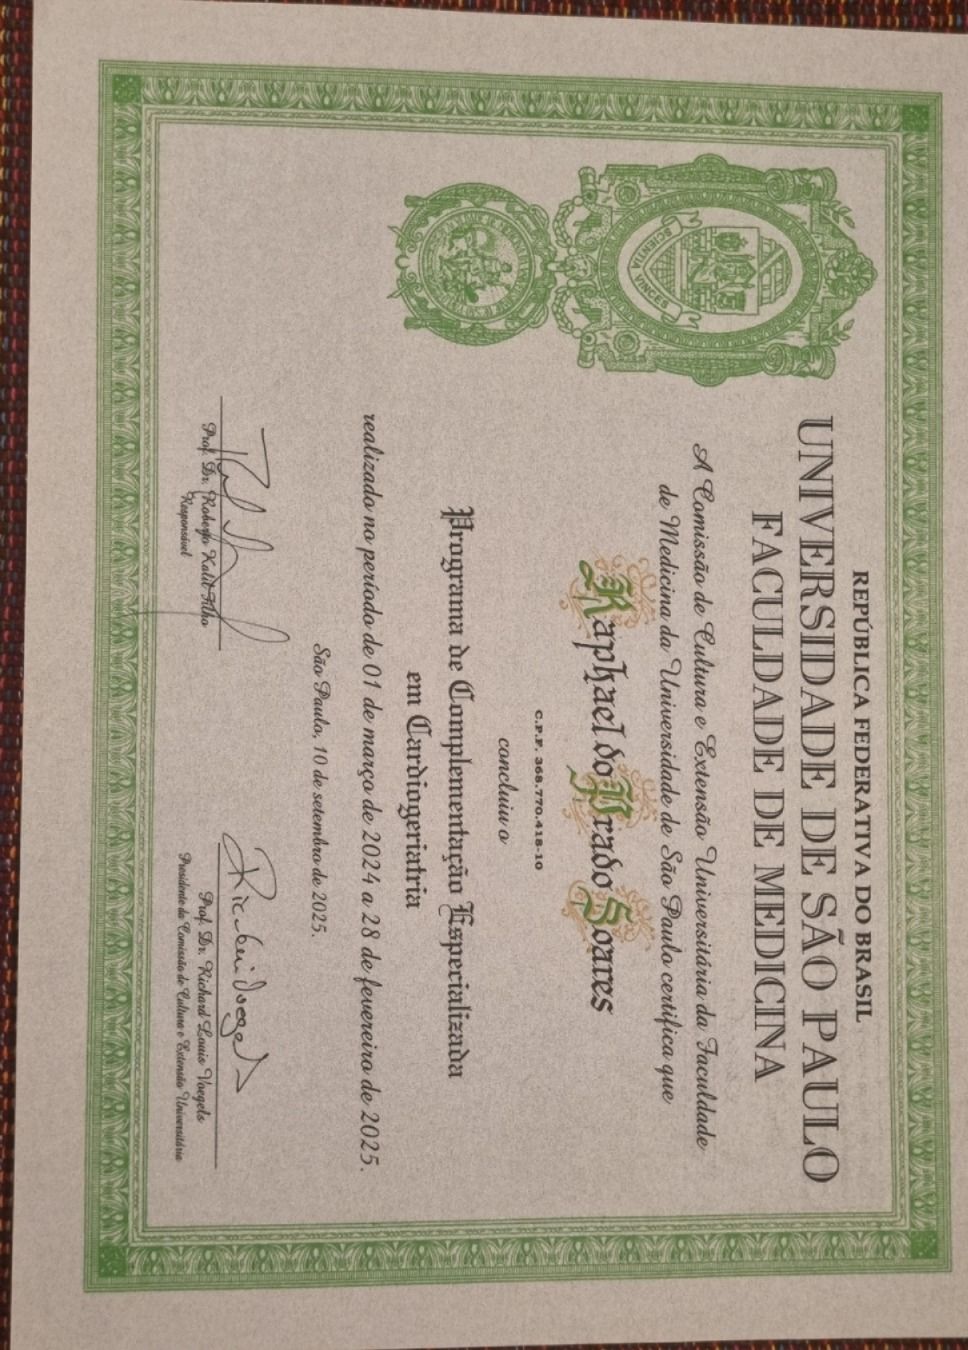 REPÚBLICA FEDERATIVA DO BRASIL
UNIVERSIDADE DE SÃO PAULO
FACULDADE DE MEDICINA
A Comissão de Cultura e Extensão Universitária da Faculdade
de Medicina da Universidade de São Paulo certifica que
Raphael do Prado Soares
C.P.F. 368.770.418-10
concluiu o
Programa de Complementação Especializada
em Cardiogeriatria
realizado no período de 01 de março de 2024 a 28 de fevereiro de 2025.
São Paulo, 10 de setembro de 2025.
Prof. Dr. Roberto Kalil Filho
Responsável
Prof. Dr. Richard Louis Voegels
Presidente da Comissão de Cultura e Extensão Universitária
SCIENTIA
VINCES